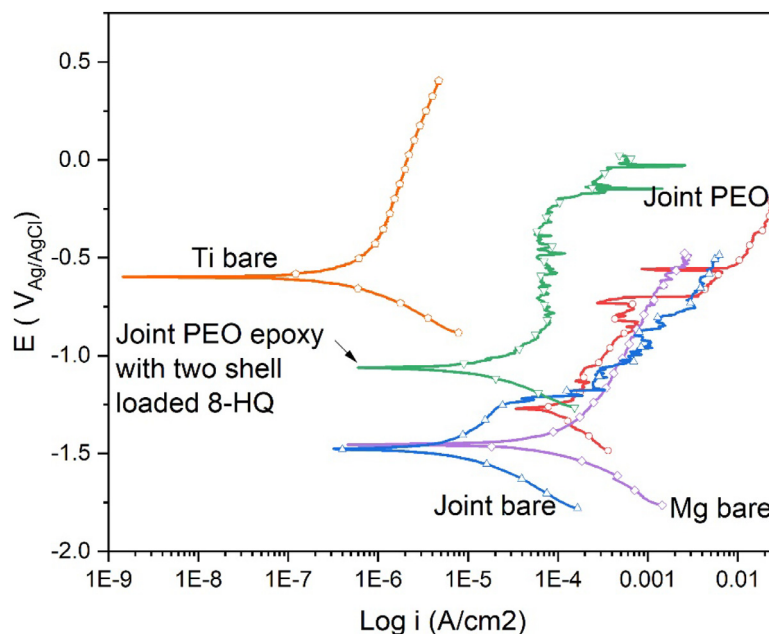 0.5
0.0
-0.5
-1.0
-1.5
-2.0
E ( V_Ag/AgCl)
Ti bare
Joint PEO
Joint PEO epoxy
with two shell
loaded 8-HQ
Joint bare
Mg bare
1E-9 1E-8 1E-7 1E-6 1E-5 1E-4 0.001 0.01
Log i (A/cm2)